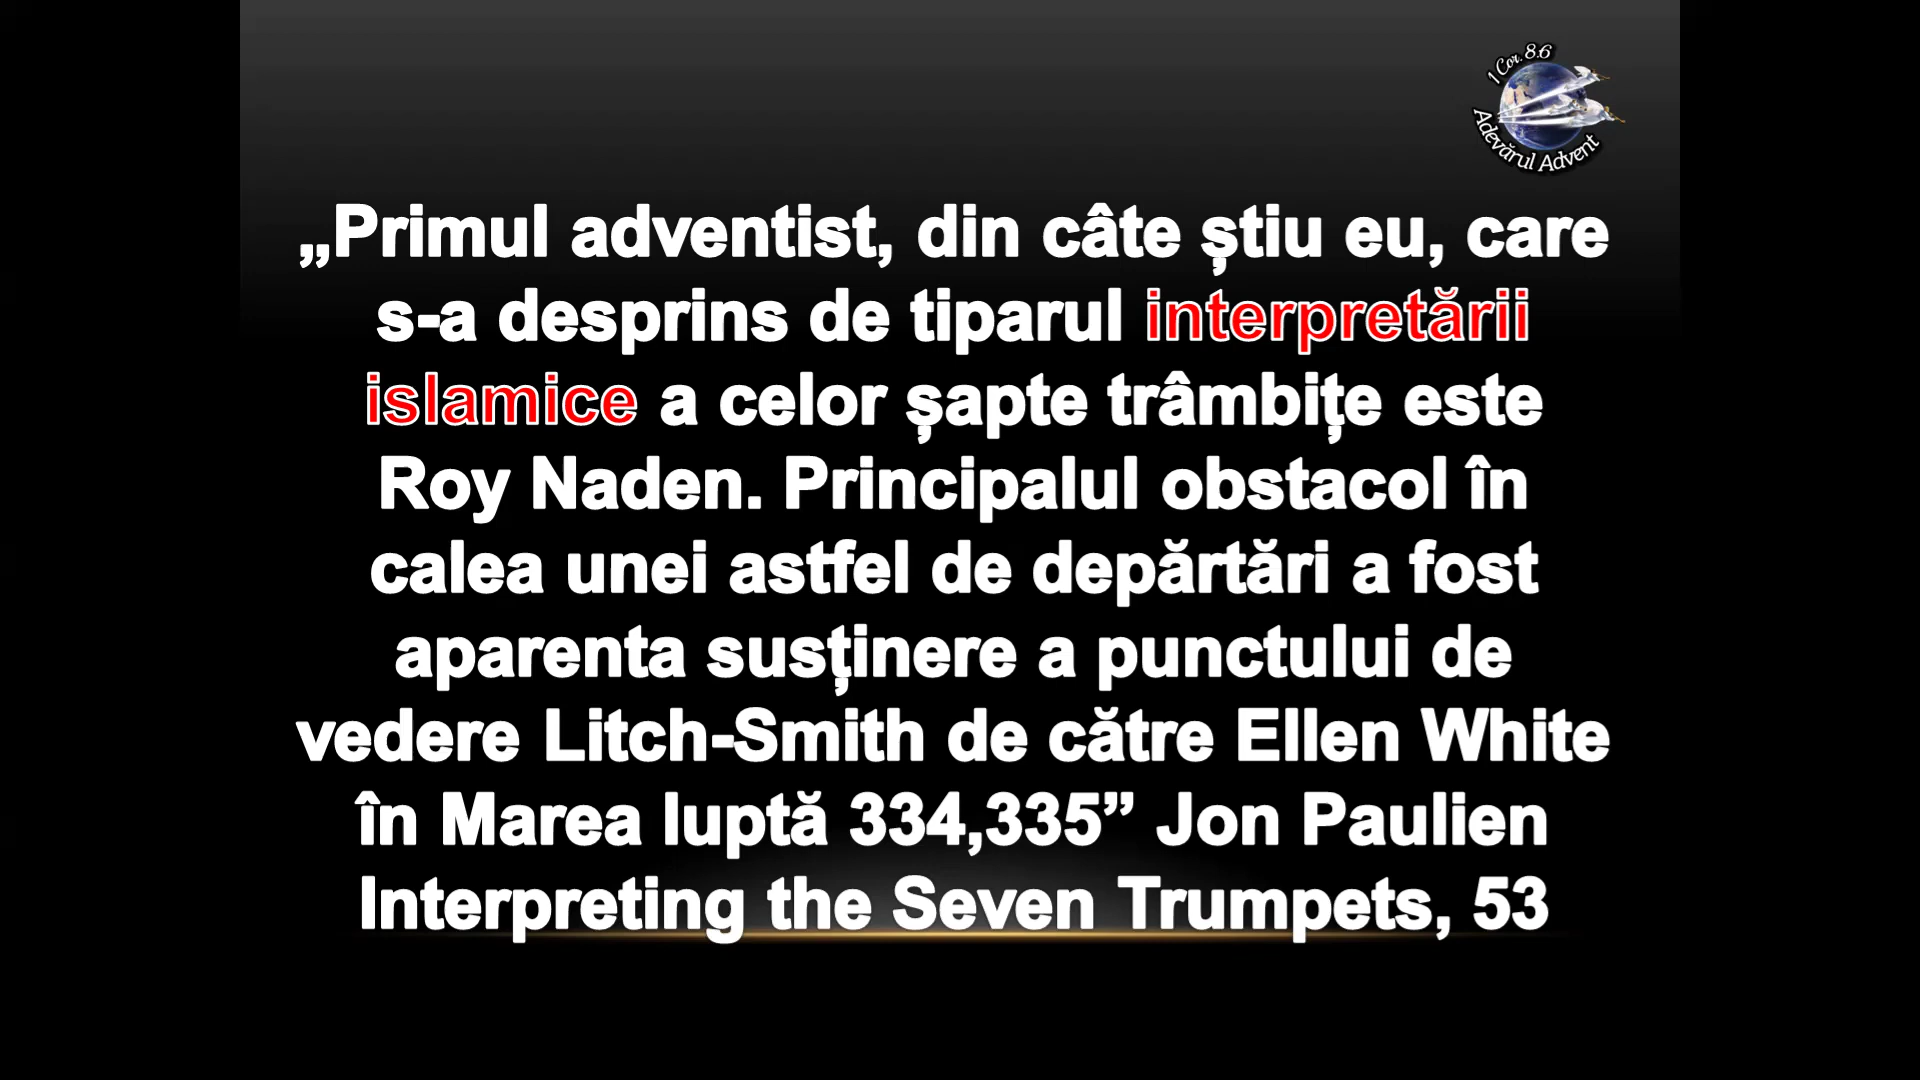 1 Cor. 8:6
Adevărul Advent
„Primul adventist, din câte știu eu, care
s-a desprins de tiparul interpretării
islamice a celor șapte trâmbițe este
Roy Naden. Principalul obstacol în
calea unei astfel de depărtări a fost
aparenta susținere a punctului de
vedere Litch-Smith de către Ellen White
în Marea luptă 334,335” Jon Paulien
Interpreting the Seven Trumpets, 53